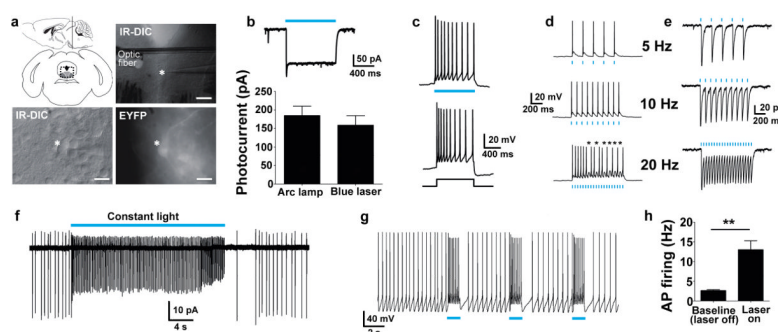 a
IR-DIC
Optic
fiber
*
IR-DIC
*
EYFP
*
b
50 pA
400 ms
Photocurrent (pA)
250
200
150
100
50
0
Arc lamp
Blue laser
c
20 mV
400 ms
d
e
5 Hz
20 mV
200 ms
10 Hz
20 p
200 ms
* * ****
20 Hz
f
Constant light
10 pA
4 s
g
40 mV
h
AP firing (Hz)
20
15
10
5
0
**
Baseline
(laser off)
Laser
on